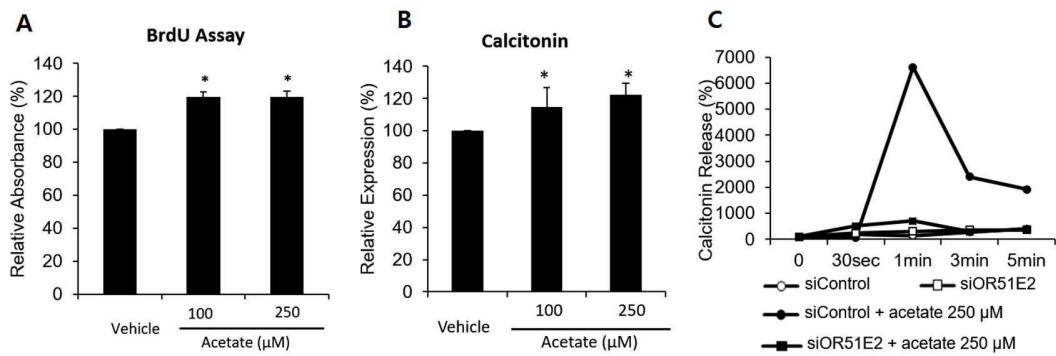 A
BrdU Assay
Relative Absorbance (%)
140
120
100
80
60
40
20
0
*
*
Vehicle
100
250
Acetate (μM)
B
Calcitonin
Relative Expression (%)
140
120
100
80
60
40
20
0
*
*
Vehicle
100
250
Acetate (μM)
C
Calcitonin Release (%)
7000
6000
5000
4000
3000
2000
1000
0
0 30sec 1min 3min 5min
siControl siOR51E2
siControl + acetate 250 μM
siOR51E2 + acetate 250 μM